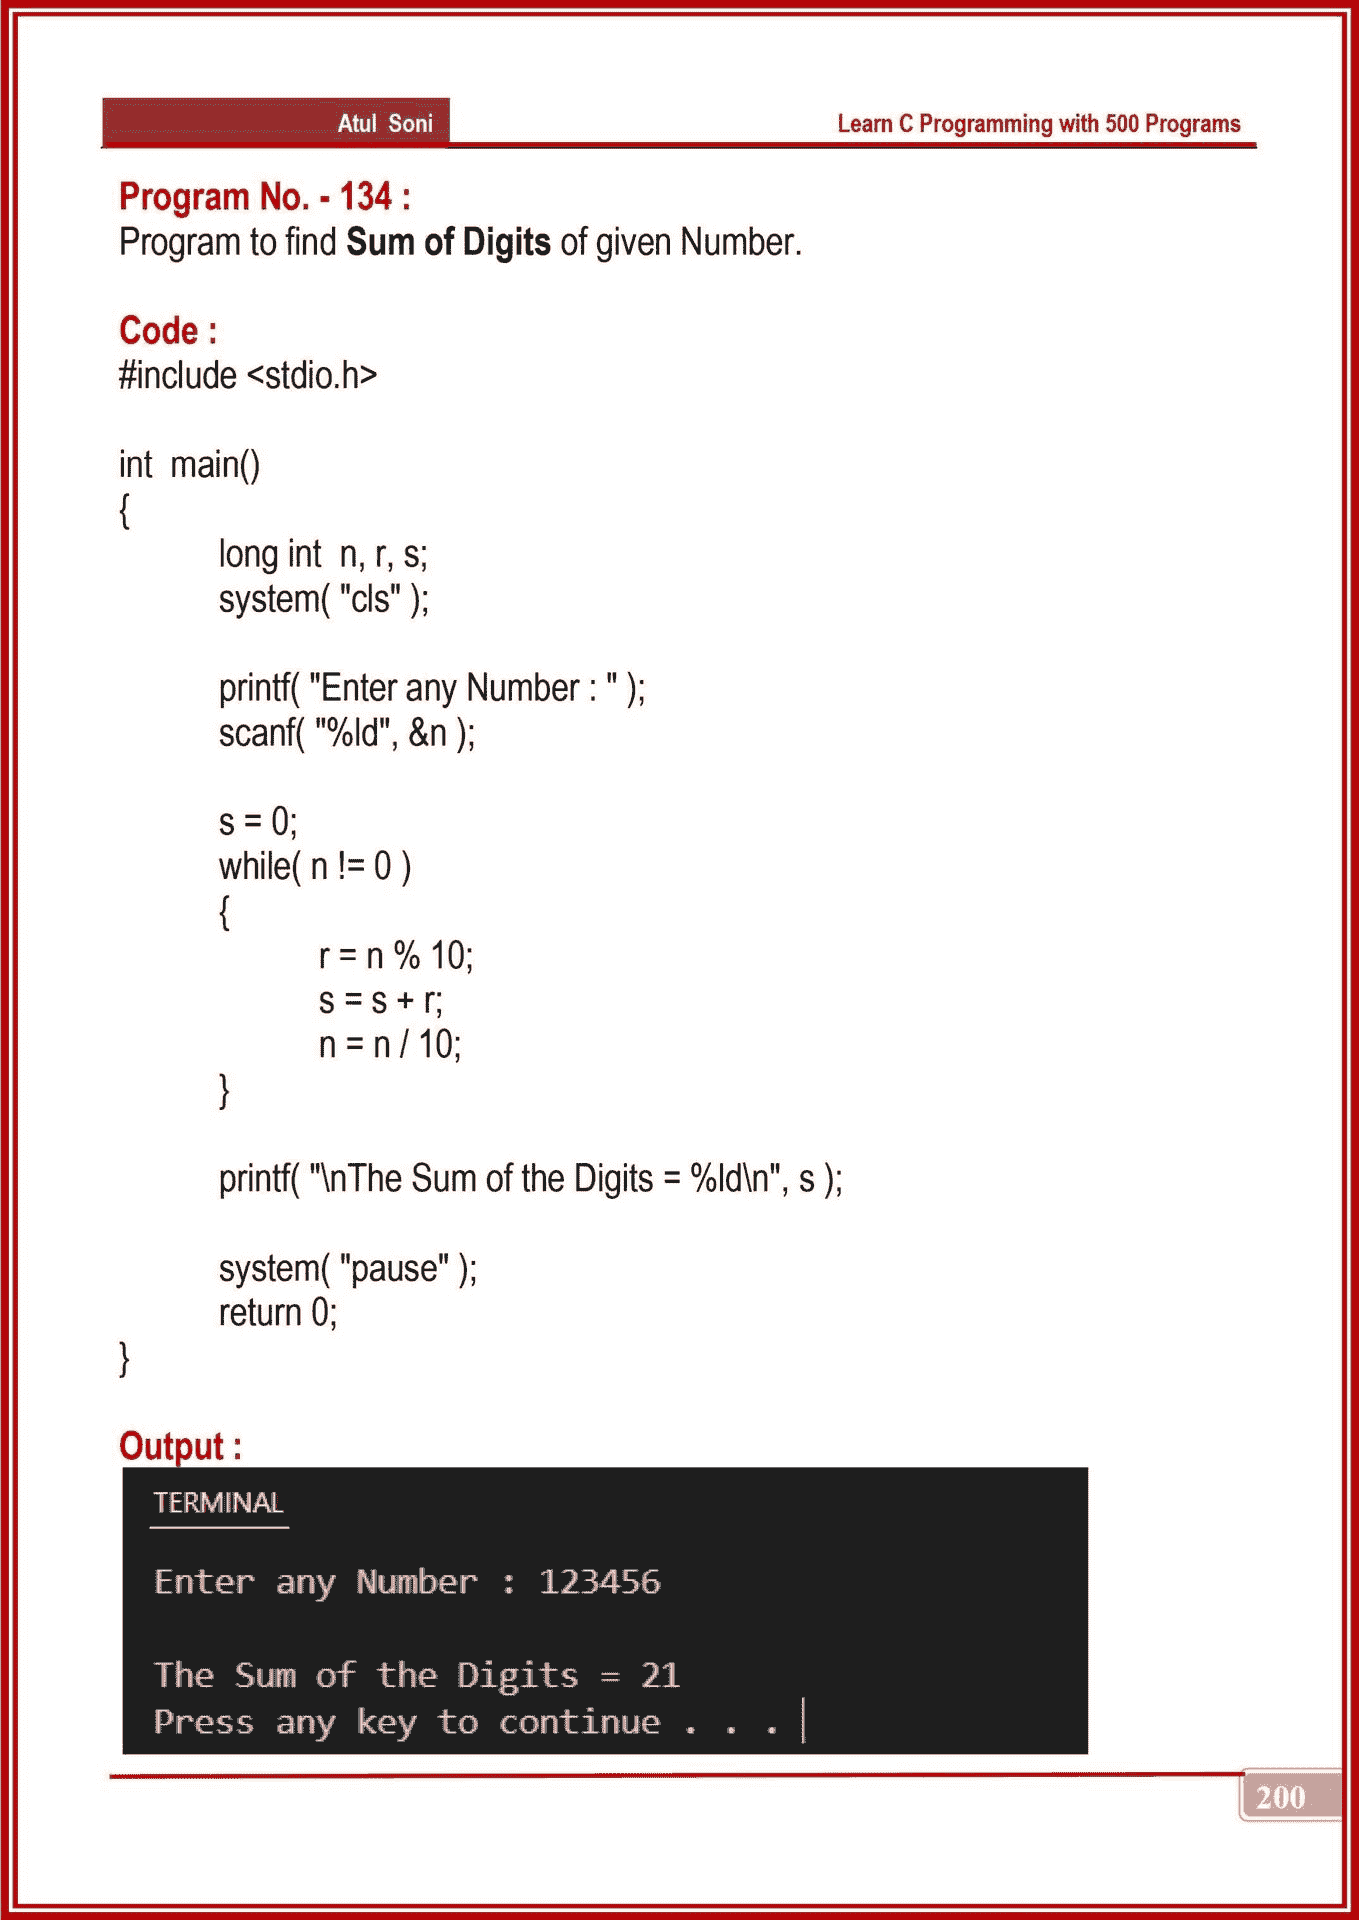 Atul Soni
Learn C Programming with 500 Programs
Program No. - 134 :
Program to find Sum of Digits of given Number.
Code :
#include <stdio.h>
int main()
{
long int n, r, s;
system( "cls" );
printf( "Enter any Number : " );
scanf( "%ld", &n );
s = 0;
while( n != 0 )
{
r = n % 10;
s = s + r;
n = n / 10;
}
printf( "\nThe Sum of the Digits = %ld\n", s );
system( "pause" );
return 0;
}
Output :
TERMINAL
Enter any Number : 123456
The Sum of the Digits = 21
Press any key to continue . . .
200